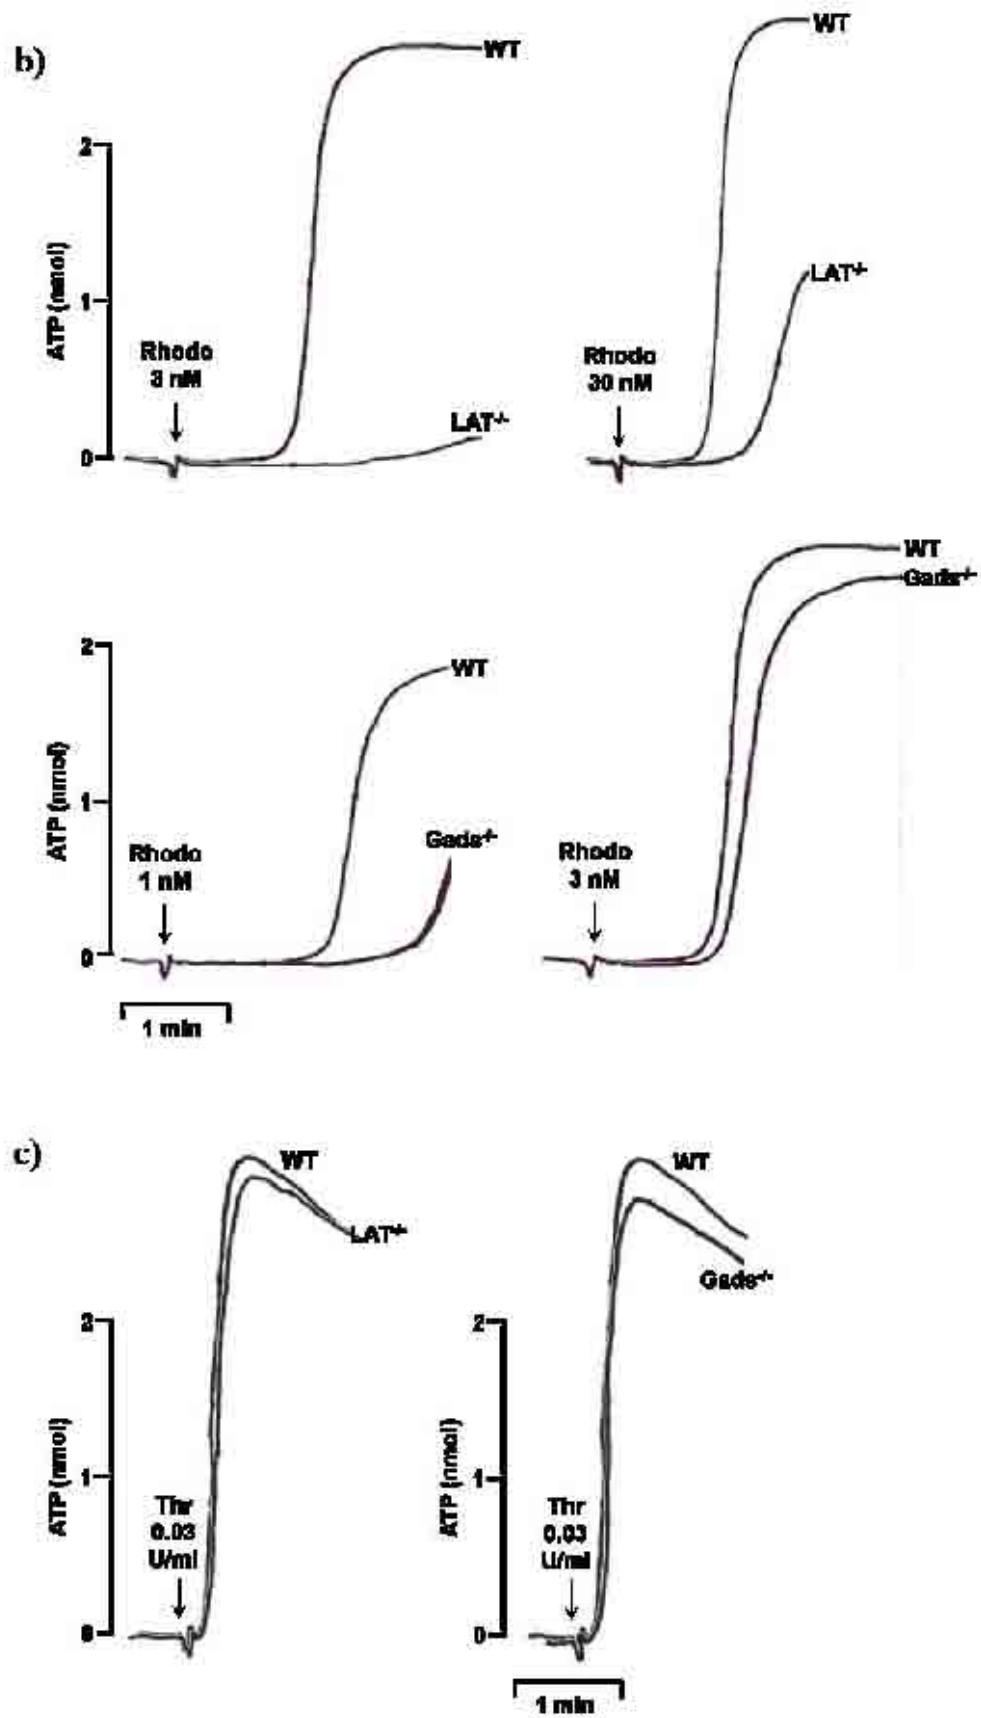 b)
WT
WT
2
1
0
ATP (nmol)
Rhodo
3 nM
LAT-/-
Rhodo
30 nM
LAT-/-
WT
Gads-/-
2
1
0
ATP (nmol)
WT
Rhodo
1 nM
Gads-/-
Rhodo
3 nM
1 min
c)
WT
LAT-/-
2
1
0
ATP (nmol)
Thr
0.03
U/ml
WT
Gads-/-
2
1
0
ATP (nmol)
Thr
0.03
U/ml
1 min